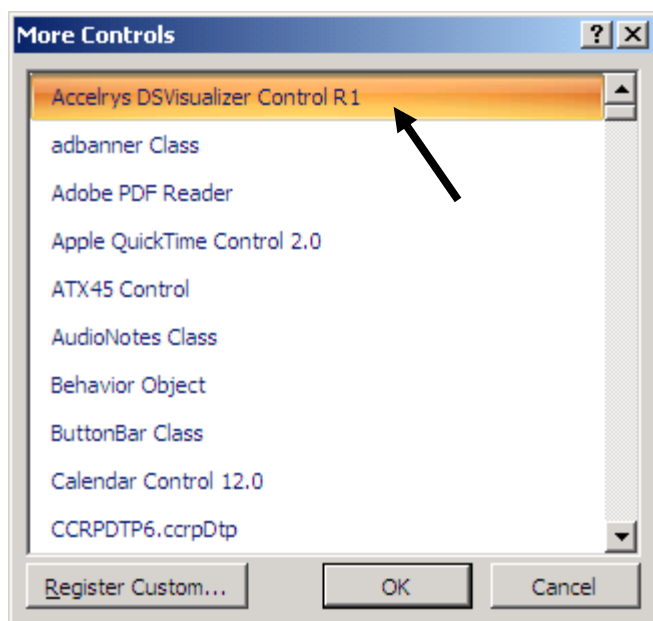 More Controls
Accelrys DSVisualizer Control R1
adbanner Class
Adobe PDF Reader
Apple QuickTime Control 2.0
ATX45 Control
AudioNotes Class
Behavior Object
ButtonBar Class
Calendar Control 12.0
CCRPDTP6.ccrpDtp
Register Custom... OK Cancel